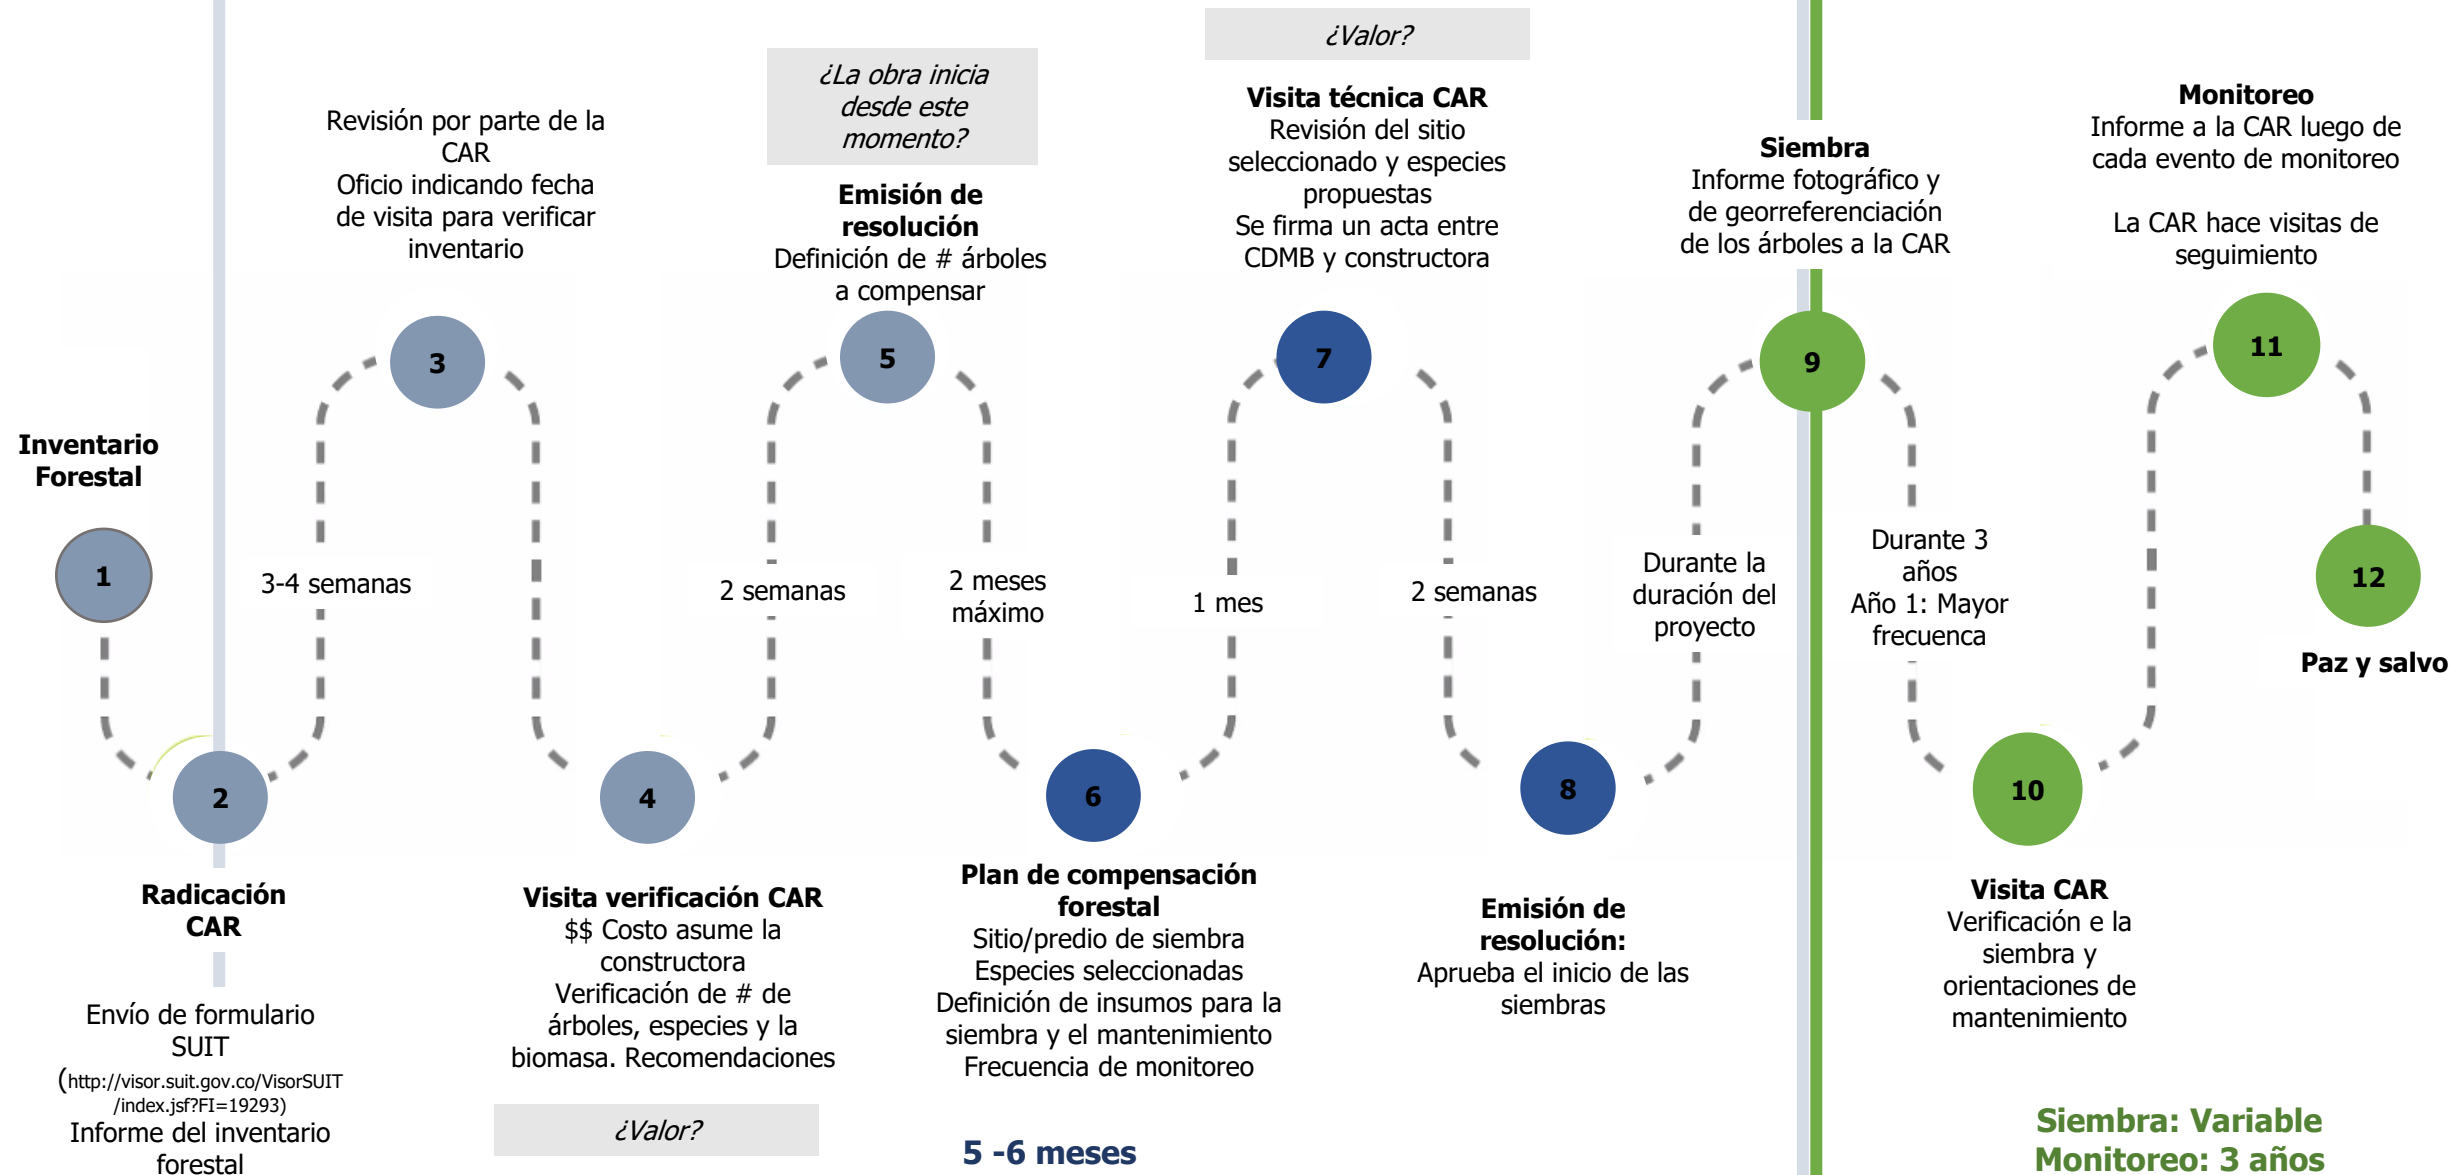 Inventario
Forestal
1
2
Radicación
CAR
Envío de formulario
SUIT
(http://visor.suit.gov.co/VisorSUIT
/index.jsf?FI=19293)
Informe del inventario
forestal
3-4 semanas
Revisión por parte de la
CAR
Oficio indicando fecha
de visita para verificar
inventario
3
4
Visita verificación CAR
$$ Costo asume la
constructora
Verificación de # de
árboles, especies y la
biomasa. Recomendaciones
¿Valor?
2 semanas
¿La obra inicia
desde este
momento?
Emisión de
resolución
Definición de # árboles
a compensar
5
2 meses
máximo
6
Plan de compensación
forestal
Sitio/predio de siembra
Especies seleccionadas
Definición de insumos para la
siembra y el mantenimiento
Frecuencia de monitoreo
5 -6 meses
1 mes
¿Valor?
Visita técnica CAR
Revisión del sitio
seleccionado y especies
propuestas
Se firma un acta entre
CDMB y constructora
7
2 semanas
8
Emisión de
resolución:
Aprueba el inicio de las
siembras
Durante la
duración del
proyecto
Siembra
Informe fotográfico y
de georreferenciación
de los árboles a la CAR
9
Durante 3
años
Año 1: Mayor
frecuenca
10
Visita CAR
Verificación e la
siembra y
orientaciones de
mantenimiento
Monitoreo
Informe a la CAR luego de
cada evento de monitoreo
La CAR hace visitas de
seguimiento
11
12
Paz y salvo
Siembra: Variable
Monitoreo: 3 años